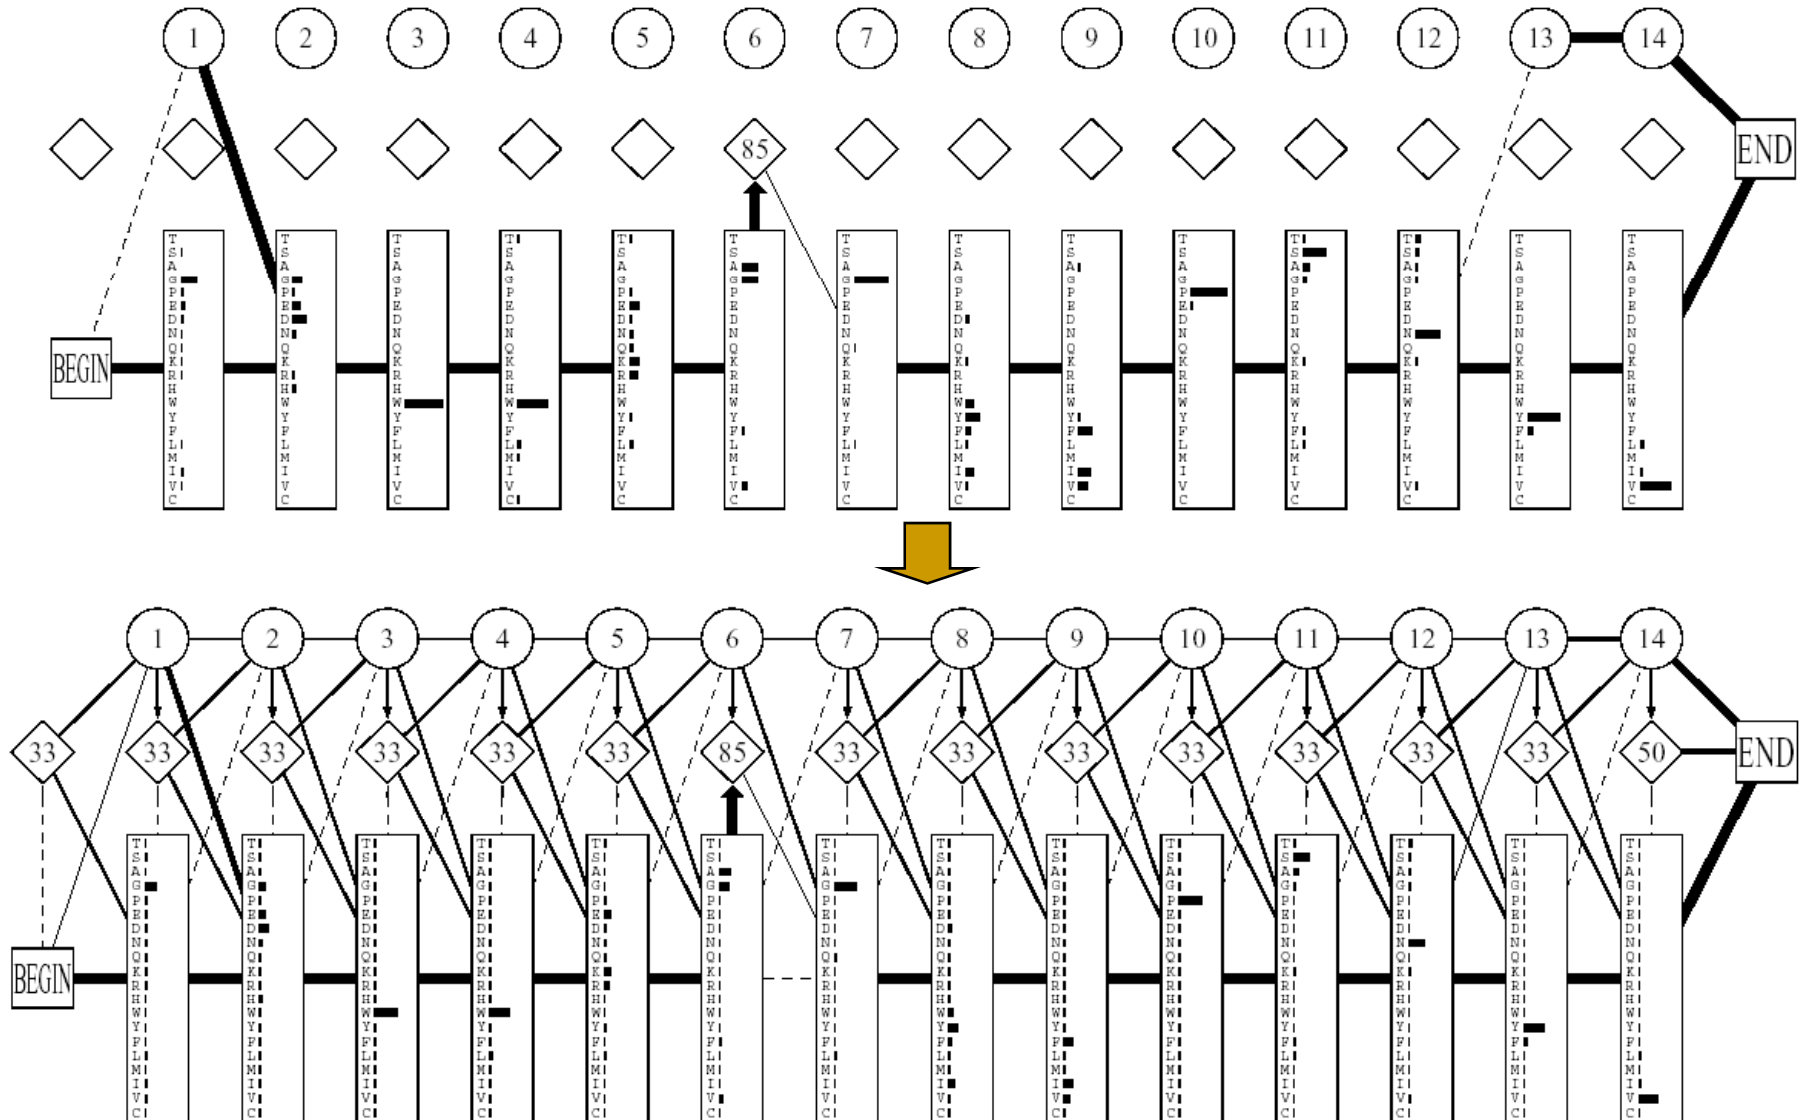 1 2 3 4 5 6 7 8 9 10 11 12 13 14
85
END
T T T T T T T T T T T T T T
S S S S S S S S S S S S S S
A A A A A A A A A A A A A A
G G G G G G G G G G G G G G
P P P P P P P P P P P P P P
E E E E E E E E E E E E E E
D D D D D D D D D D D D D D
N N N N N N N N N N N N N N
Q Q Q Q Q Q Q Q Q Q Q Q Q Q
K K K K K K K K K K K K K K
BEGIN
R R R R R R R R R R R R R R
H H H H H H H H H H H H H H
W W W W W W W W W W W W W W
Y Y Y Y Y Y Y Y Y Y Y Y Y Y
F F F F F F F F F F F F F F
L L L L L L L L L L L L L L
M M M M M M M M M M M M M M
I I I I I I I I I I I I I I
V V V V V V V V V V V V V V
C C C C C C C C C C C C C C
1 2 3 4 5 6 7 8 9 10 11 12 13 14
33 33 33 33 33 33 85 33 33 33 33 33 33 33 50
END
T T T T T T T T T T T T T T
S S S S S S S S S S S S S S
A A A A A A A A A A A A A A
G G G G G G G G G G G G G G
P P P P P P P P P P P P P P
E E E E E E E E E E E E E E
D D D D D D D D D D D D D D
N N N N N N N N N N N N N N
Q Q Q Q Q Q Q Q Q Q Q Q Q Q
K K K K K K K K K K K K K K
BEGIN
R R R R R R R R R R R R R R
H H H H H H H H H H H H H H
W W W W W W W W W W W W W W
Y Y Y Y Y Y Y Y Y Y Y Y Y Y
F F F F F F F F F F F F F F
L L L L L L L L L L L L L L
M M M M M M M M M M M M M M
I I I I I I I I I I I I I I
V V V V V V V V V V V V V V
C C C C C C C C C C C C C C